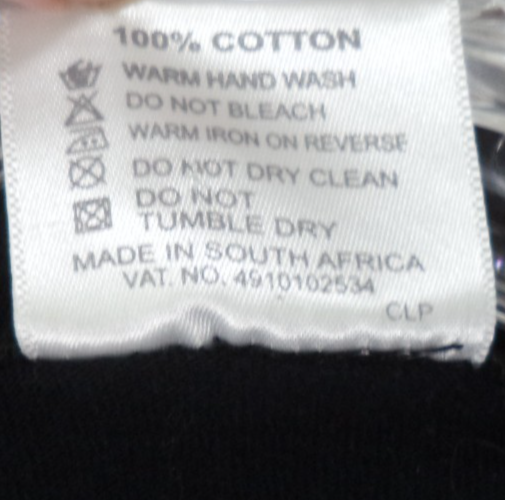 100% COTTON
WARM HAND WASH
DO NOT BLEACH
WARM IRON ON REVERSE
DO NOT DRY CLEAN
DO NOT
TUMBLE DRY
MADE IN SOUTH AFRICA
VAT. NO. 4910102534
CLP